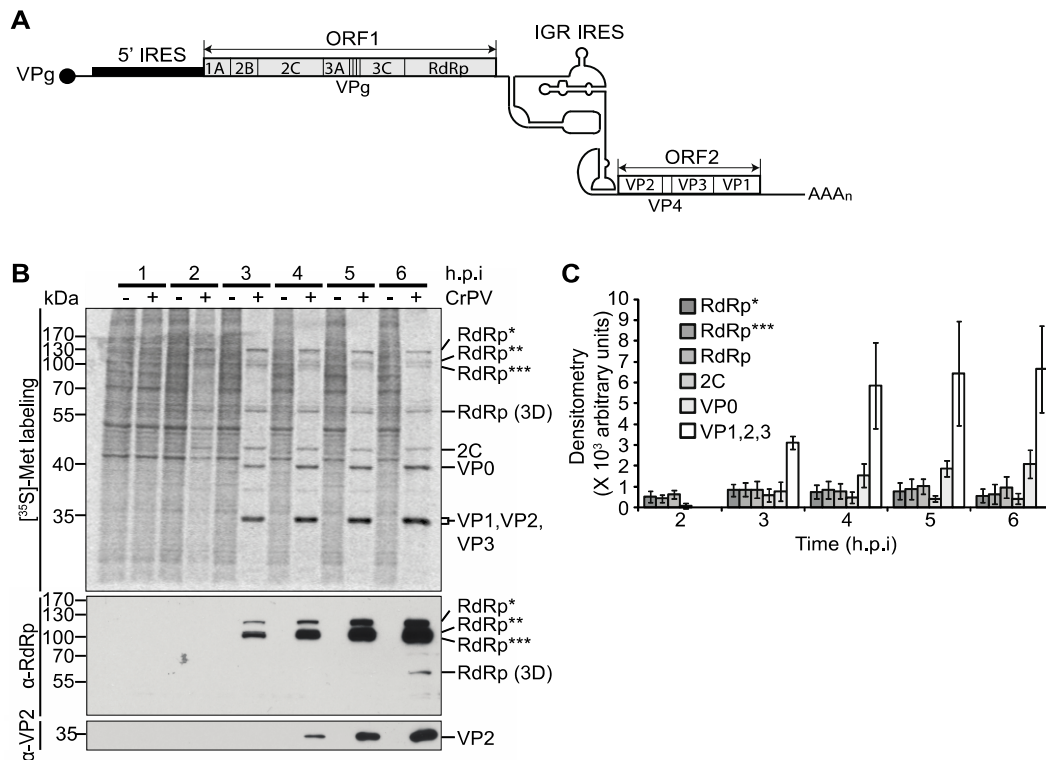 A
ORF1
IGR IRES
5' IRES
VPg
1A 2B 2C 3A 3C RdRp
VPg
ORF2
VP2 VP3 VP1
VP4
AAAn
B
1 2 3 4 5 6 h.p.i
kDa - + - + - + - + - + - + CrPV
[35S]-Met labeling
170
130
100
70
55
40
35
RdRp*
RdRp**
RdRp***
RdRp (3D)
2C
VP0
VP1,VP2,
VP3
α-RdRp
170
130
100
70
55
RdRp*
RdRp**
RdRp***
RdRp (3D)
α-VP2
35
VP2
C
Densitometry
(X 10³ arbitrary units)
10
9
8
7
6
5
4
3
2
1
0
RdRp*
RdRp***
RdRp
2C
VP0
VP1,2,3
2 3 4 5 6
Time (h.p.i)